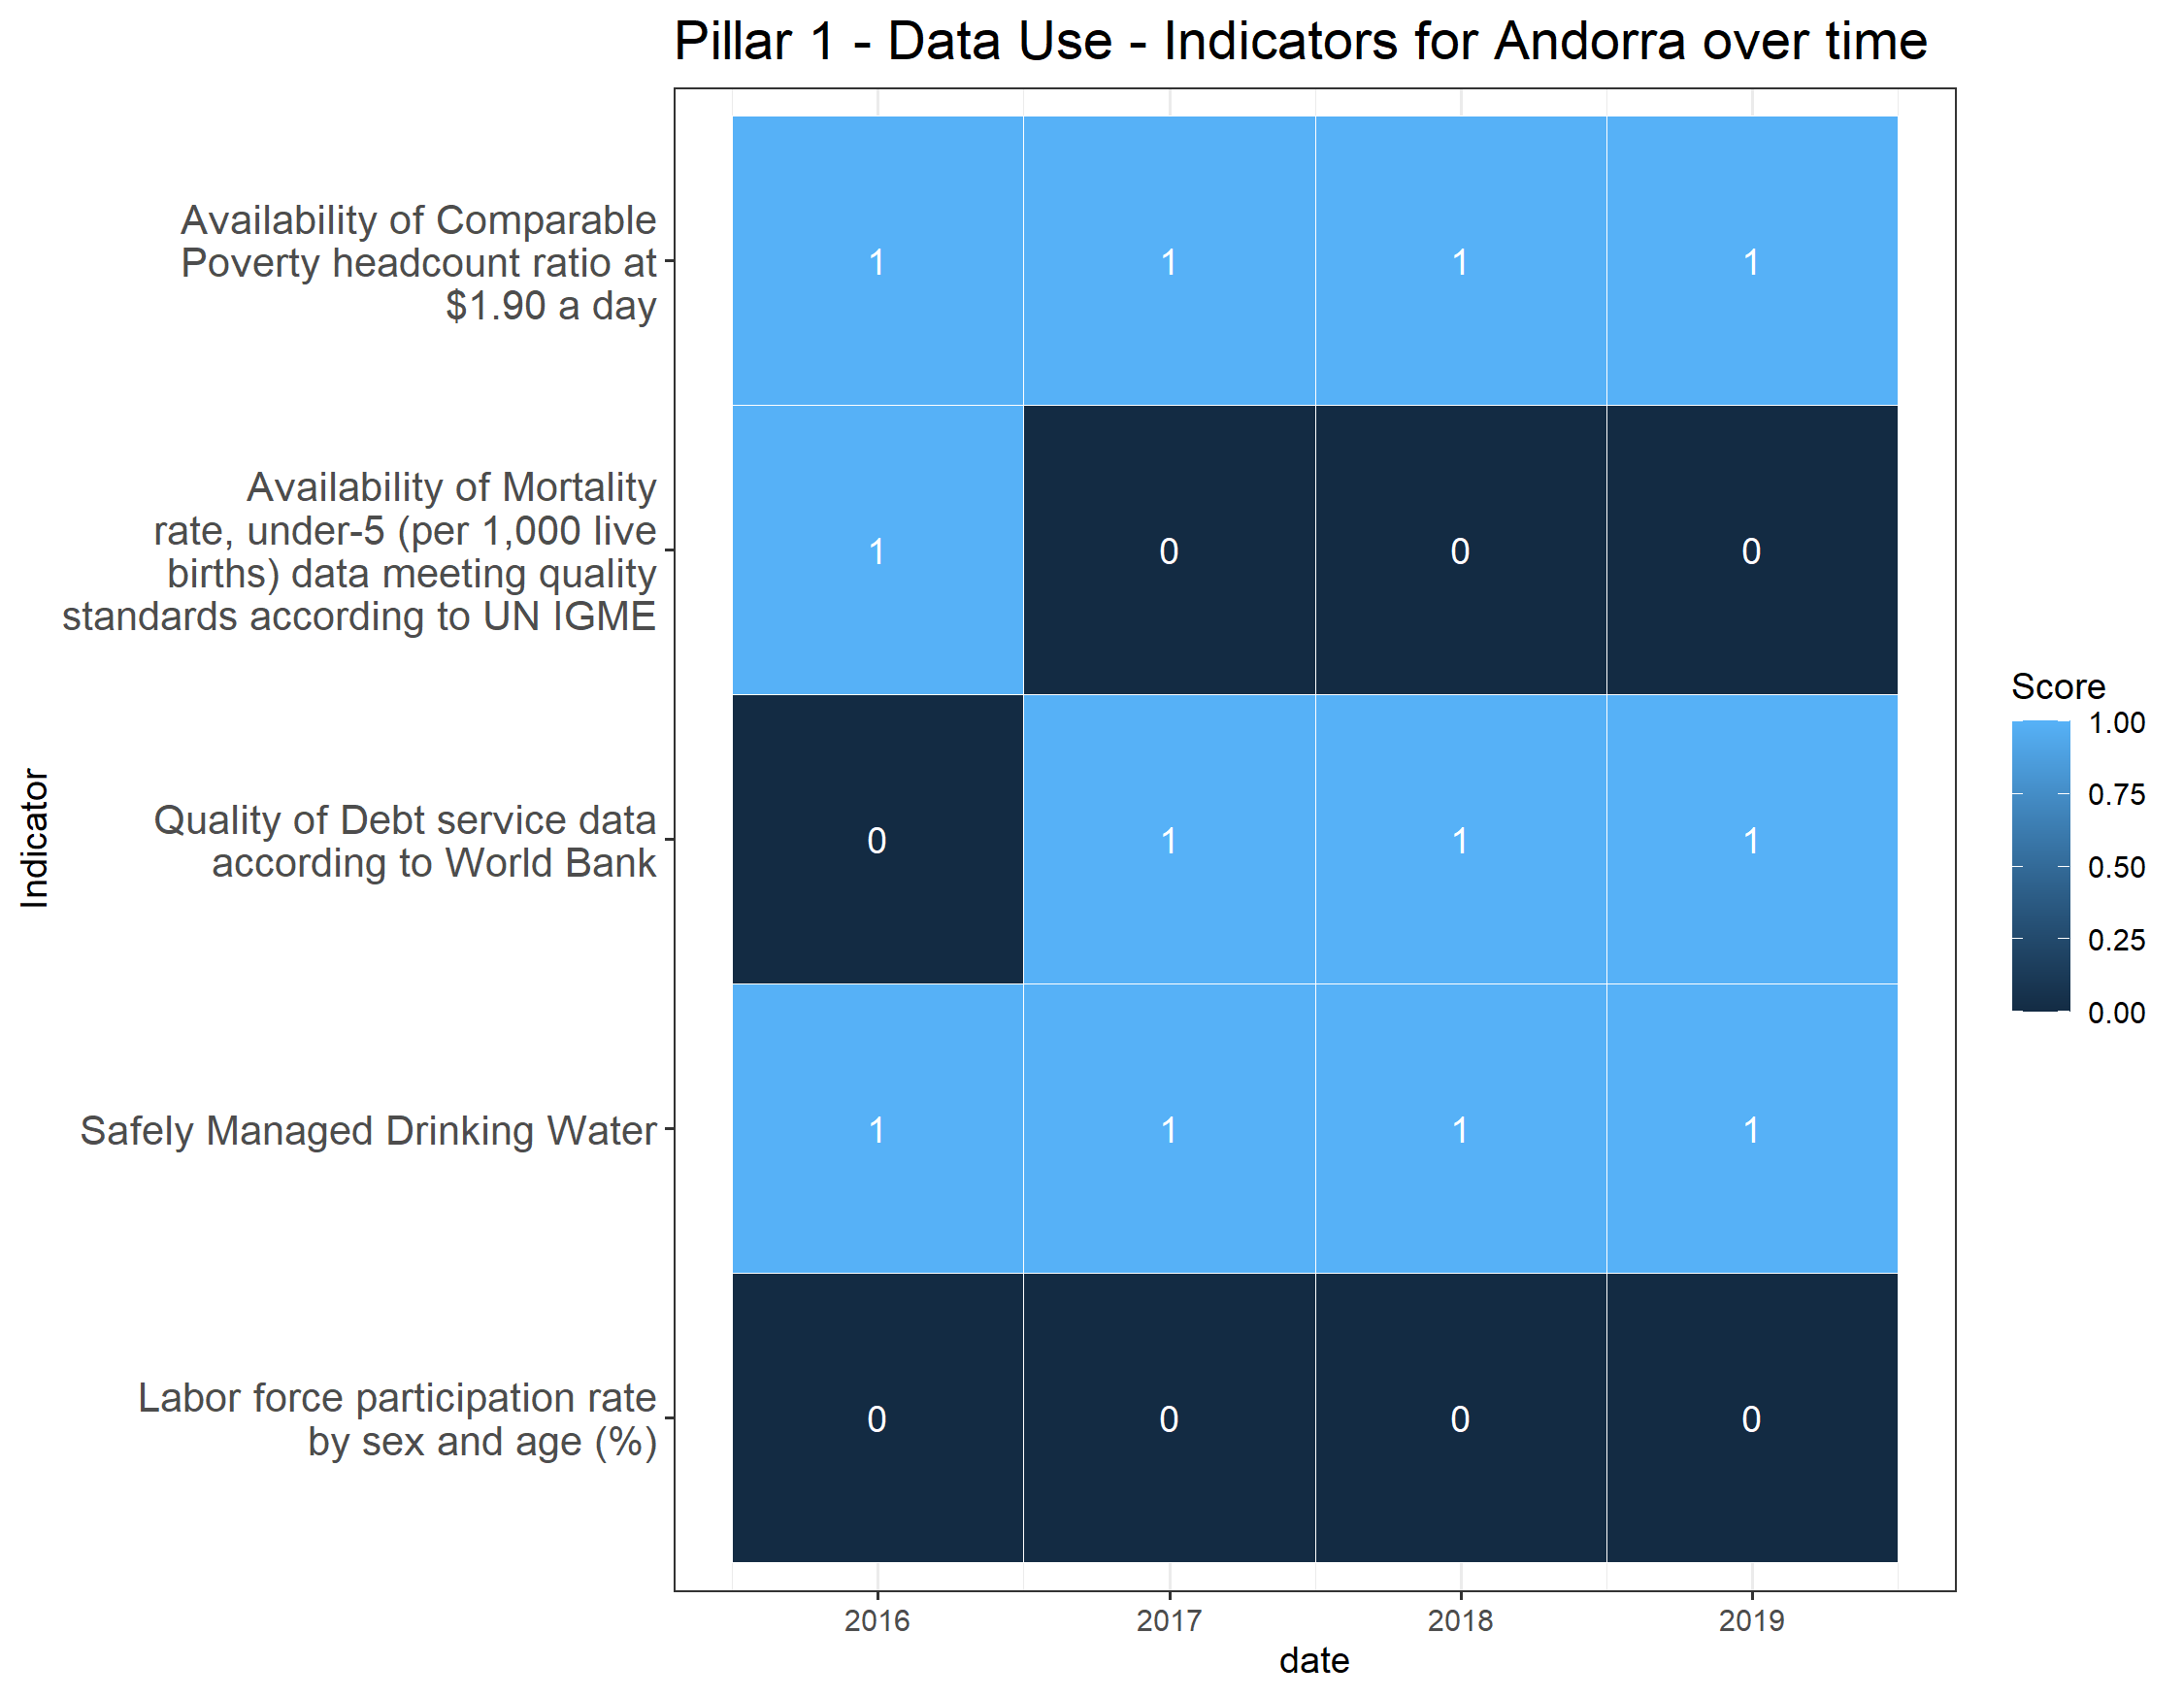 Pillar 1 - Data Use - Indicators for Andorra over time
Indicator
Availability of Comparable
Poverty headcount ratio at
$1.90 a day
1 1 1 1
Availability of Mortality
rate, under-5 (per 1,000 live
births) data meeting quality
standards according to UN IGME
1 0 0 0
Quality of Debt service data
according to World Bank
0 1 1 1
Safely Managed Drinking Water
1 1 1 1
Labor force participation rate
by sex and age (%)
0 0 0 0
2016 2017 2018 2019
date
Score
1.00
0.75
0.50
0.25
0.00